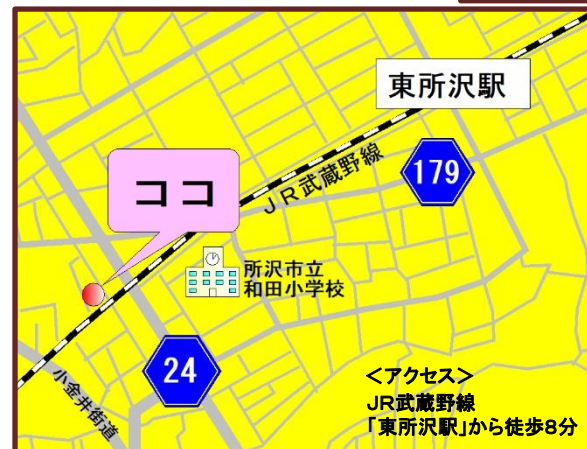 東所沢駅
179
JR武蔵野線
ココ
所沢市立
和田小学校
24
小金井街道
＜アクセス＞
JR武蔵野線
「東所沢駅」から徒歩8分